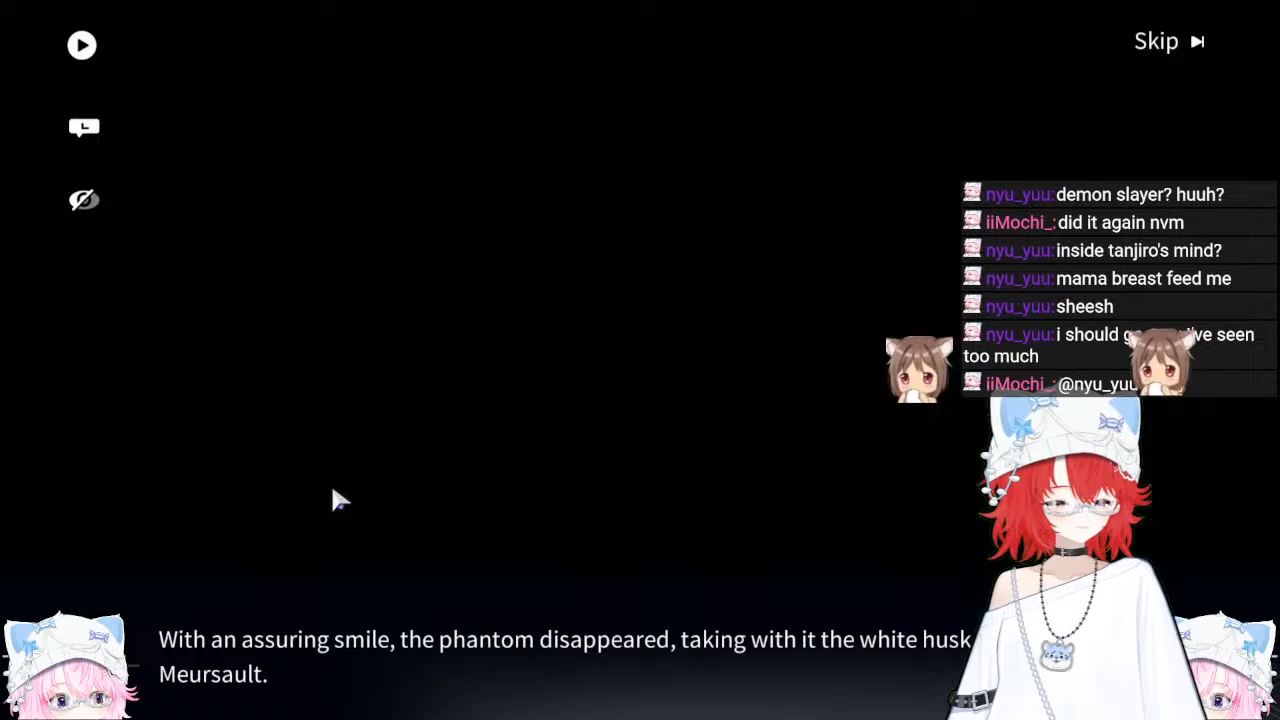 Skip
nyu_yuu:demon slayer? huuh?
iiMochi_:did it again nvm
nyu_yuu:inside tanjiro's mind?
nyu_yuu:mama breast feed me
nyu_yuu:sheesh
nyu_yuu:i should seen
too much
iiMochi_:@nyu_yuu
With an assuring smile, the phantom disappeared, taking with it the white husk
Meursault.